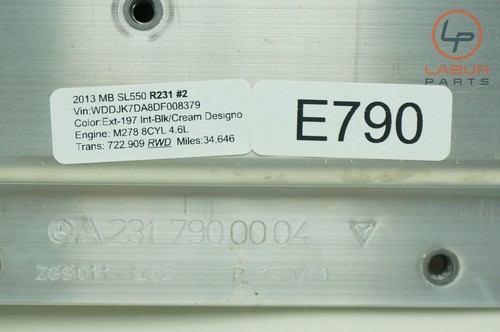 LP
LABUR
PARTS
2013 MB SL550 R231 #2
Vin:WDDJK7DA8DF008379
Color:Ext-197 Int-Blk/Cream Designo
Engine: M278 8CYL 4.6L
Trans: 722.909 RWD Miles:34,646
E790
A 231 790 00 04